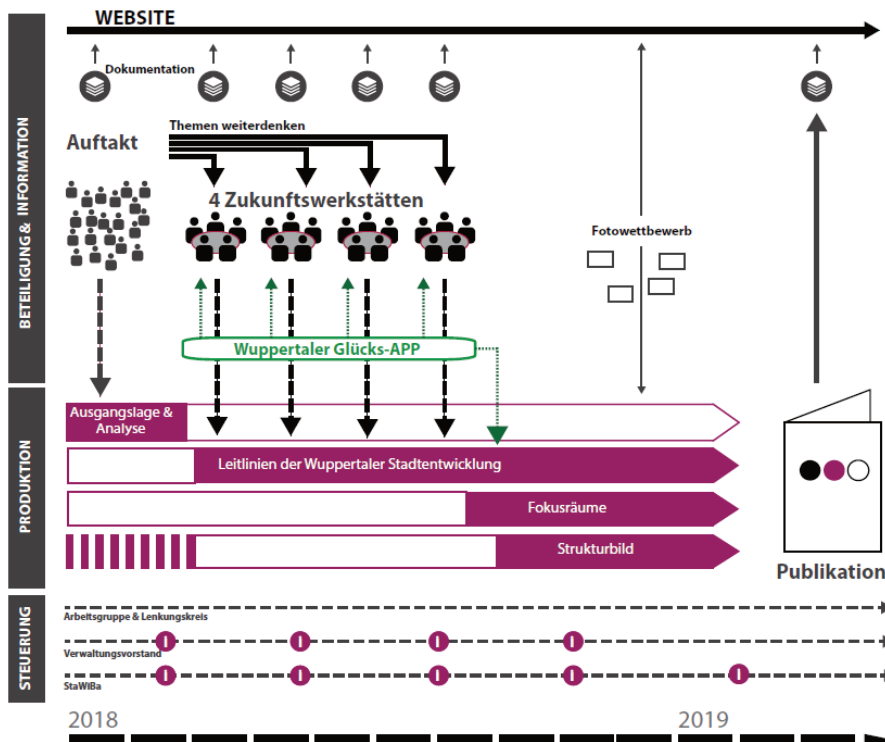 WEBSITE
Dokumentation
Themen weiterdenken
Auftakt
4 Zukunftswerkstätten
Fotowettbewerb
Wuppertaler Glücks-APP
BETEILIGUNG & INFORMATION
Ausgangslage &
Analyse
Leitlinien der Wuppertaler Stadtentwicklung
Fokusräume
Strukturbild
PRODUKTION
Publikation
Arbeitsgruppe & Lenkungskreis
Verwaltungsvorstand
StaWiBa
STEUERUNG
I I I I
I I I I I
2018
2019